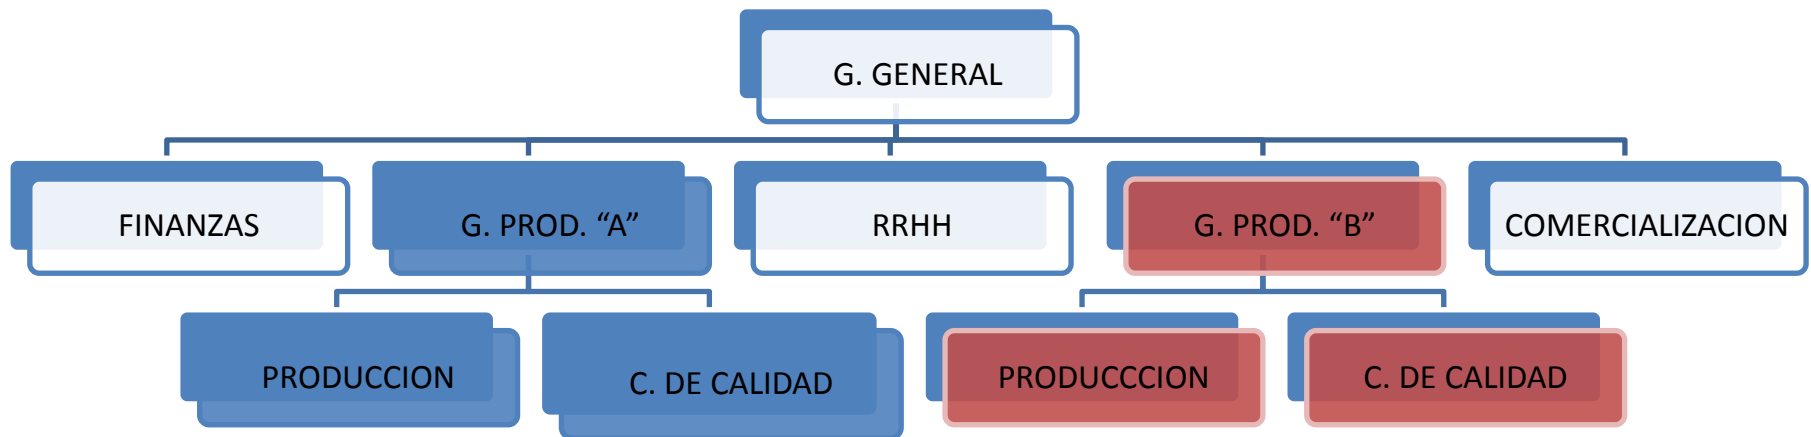 G. GENERAL
FINANZAS
G. PROD. “A”
RRHH
G. PROD. “B”
COMERCIALIZACION
PRODUCCION
C. DE CALIDAD
PRODUCCCION
C. DE CALIDAD